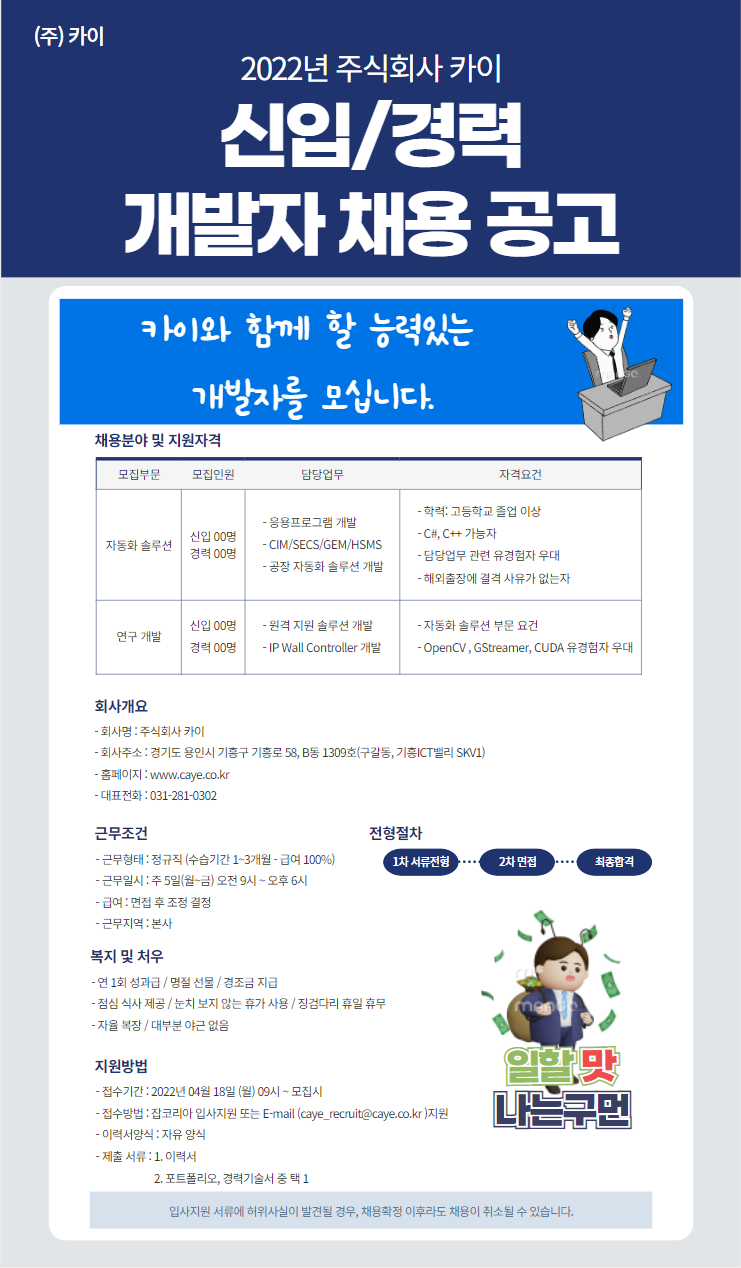 (주) 카이
2022년 주식회사 카이
신입/경력
개발자 채용 공고
카이와 함께 할 능력있는
개발자를 모십니다.
채용분야 및 지원자격
모집부문 모집인원 담당업무 자격요건
자동화 솔루션
신입 00명
경력 00명
- 응용프로그램 개발
- CIM/SECS/GEM/HSMS
- 공장 자동화 솔루션 개발
- 학력: 고등학교 졸업 이상
- C#, C++ 가능자
- 담당업무 관련 유경험자 우대
- 해외출장에 결격 사유가 없는자
연구 개발
신입 00명
경력 00명
- 원격 지원 솔루션 개발
- IP Wall Controller 개발
- 자동화 솔루션 부문 요건
- OpenCV , GStreamer, CUDA 유경험자 우대
회사개요
- 회사명 : 주식회사 카이
- 회사주소 : 경기도 용인시 기흥구 기흥로 58, B동 1309호(구갈동, 기흥ICT밸리 SKV1)
- 홈페이지 : www.caye.co.kr
- 대표전화 : 031-281-0302
근무조건
- 근무형태 : 정규직 (수습기간 1~3개월 - 급여 100%)
- 근무일시 : 주 5일(월~금) 오전 9시 ~ 오후 6시
- 급여 : 면접 후 조정 결정
- 근무지역 : 본사
전형절차
1차 서류전형 2차 면접 최종합격
복지 및 처우
- 연 1회 성과급 / 명절 선물 / 경조금 지급
- 점심 식사 제공 / 눈치 보지 않는 휴가 사용 / 징검다리 휴일 휴무
- 자율 복장 / 대부분 야근 없음
mango
일할 맛
나는구먼
지원방법
- 접수기간 : 2022년 04월 18일 (월) 09시 ~ 모집시
- 접수방법 : 잡코리아 입사지원 또는 E-mail (caye_recruit@caye.co.kr )지원
- 이력서양식 : 자유 양식
- 제출 서류 : 1. 이력서
2. 포트폴리오, 경력기술서 중 택 1
입사지원 서류에 허위사실이 발견될 경우, 채용확정 이후라도 채용이 취소될 수 있습니다.